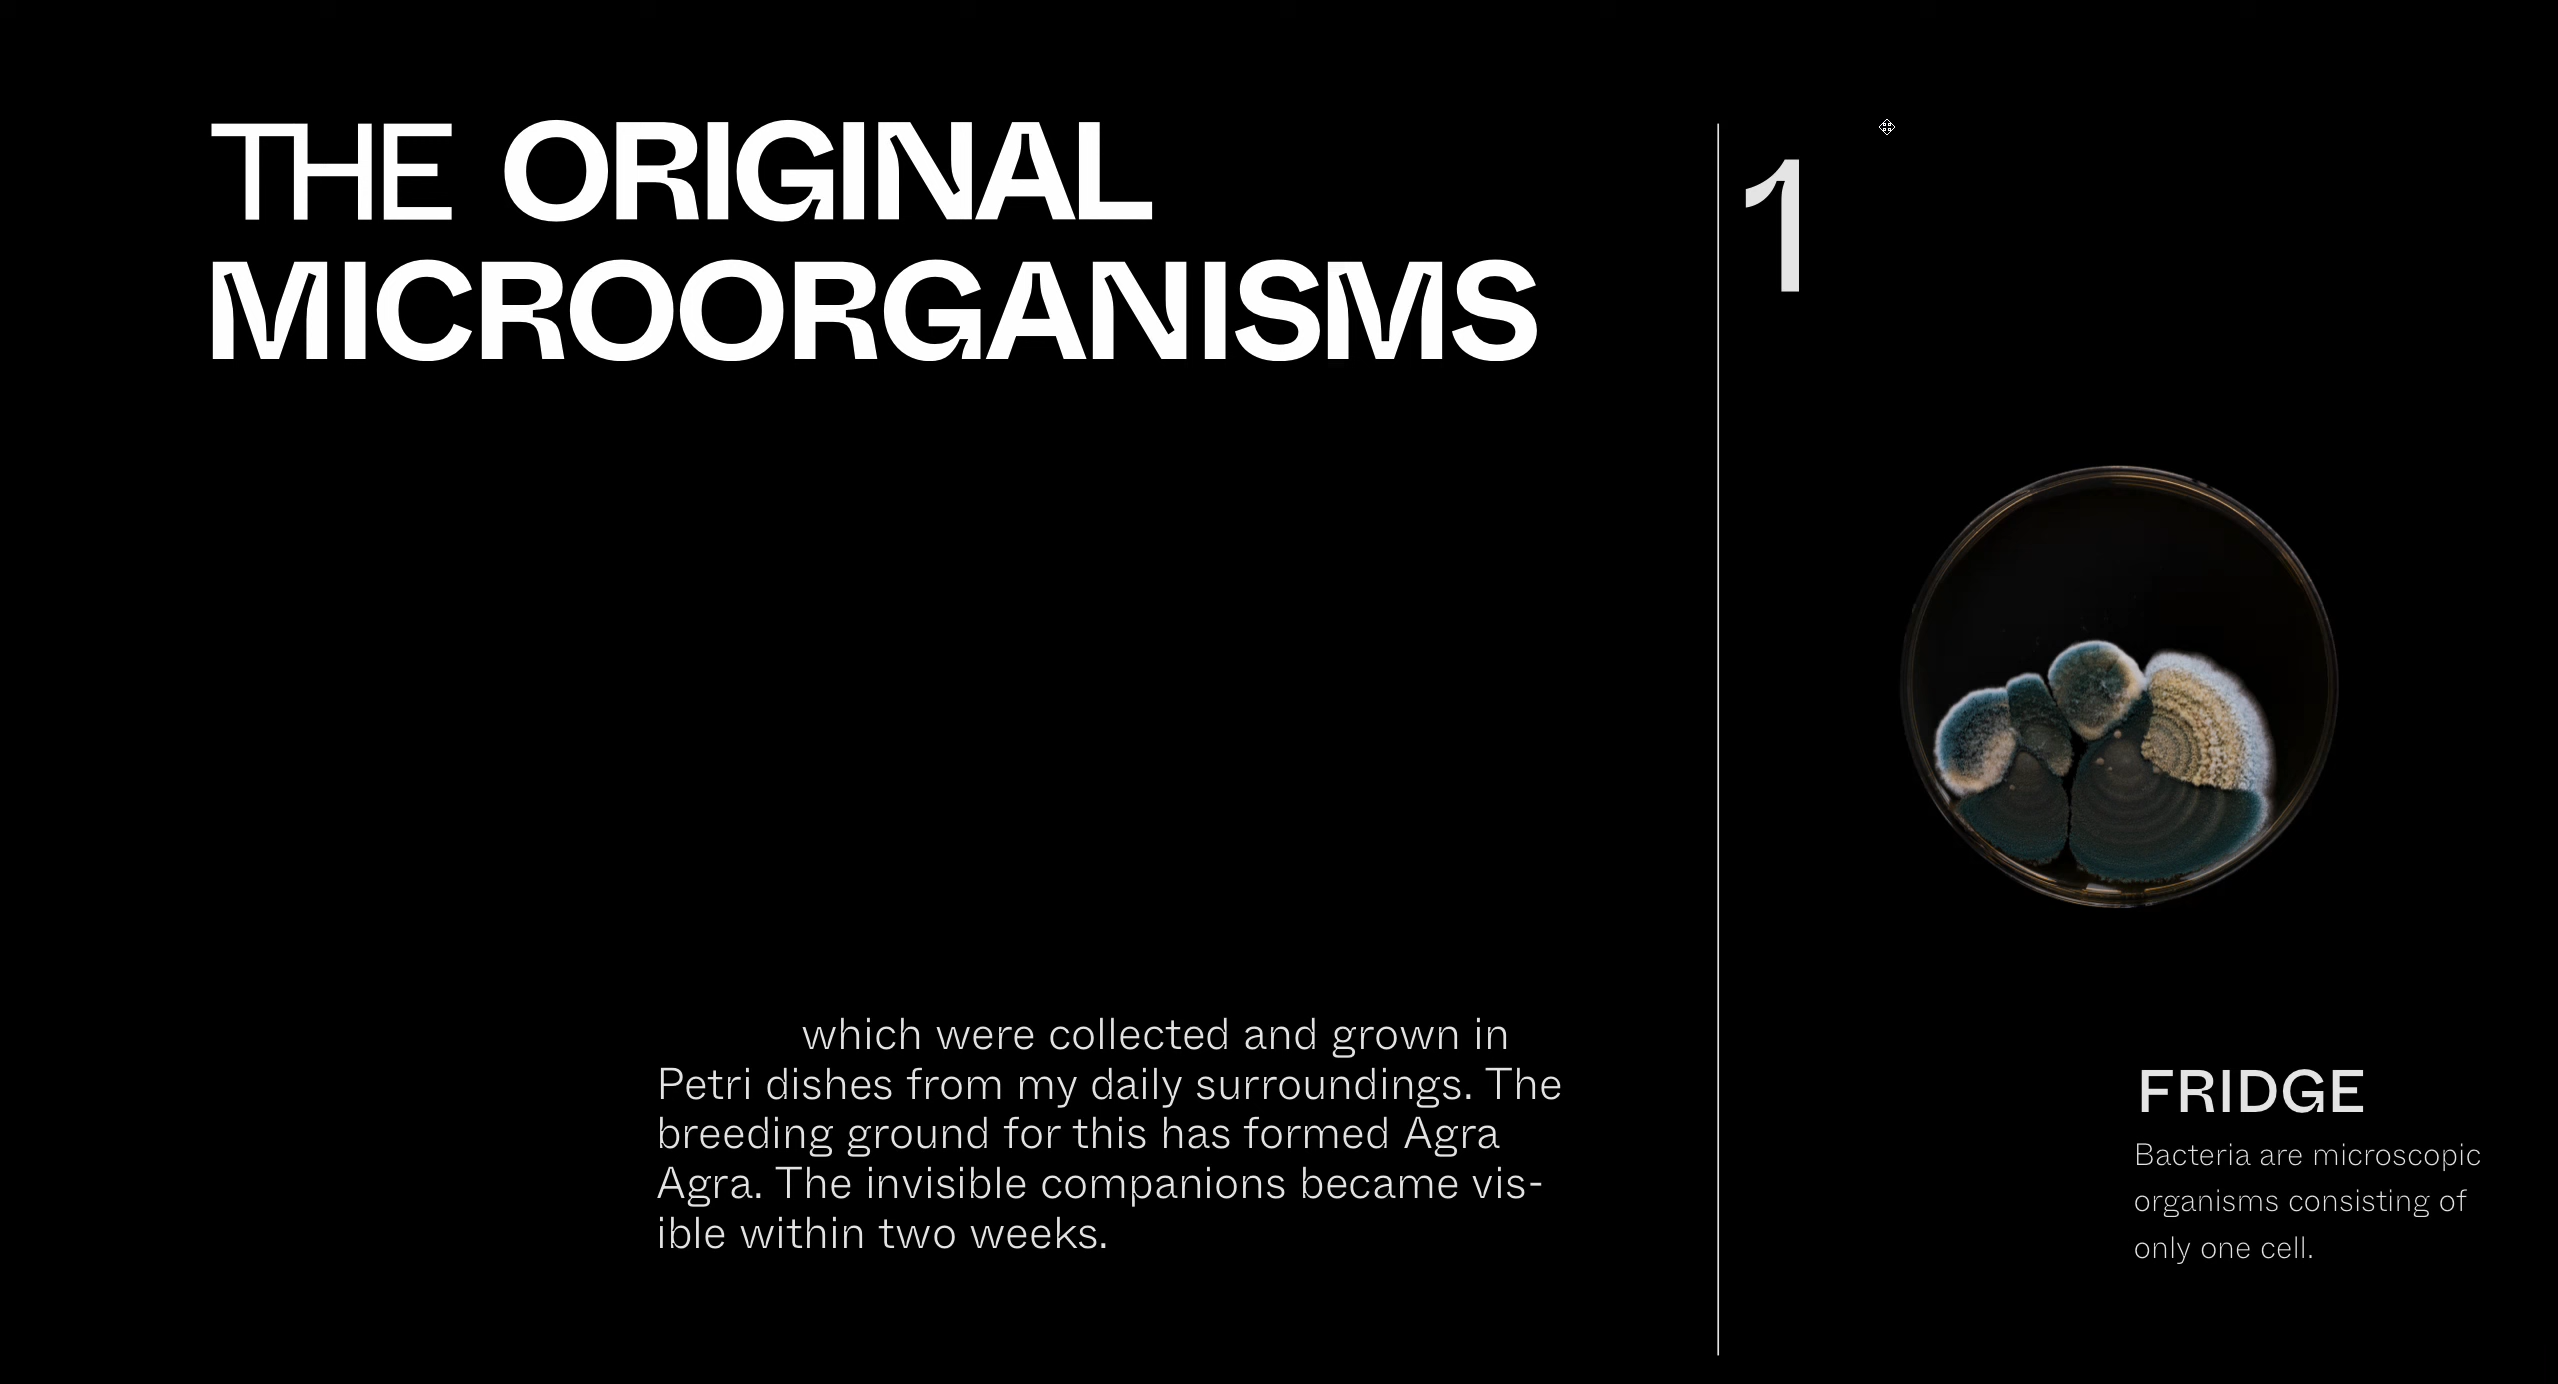 THE ORIGINAL
MICROORGANISMS
which were collected and grown in
Petri dishes from my daily surroundings. The
breeding ground for this has formed Agra
Agra. The invisible companions became vis-
ible within two weeks.
1
FRIDGE
Bacteria are microscopic
organisms consisting of
only one cell.